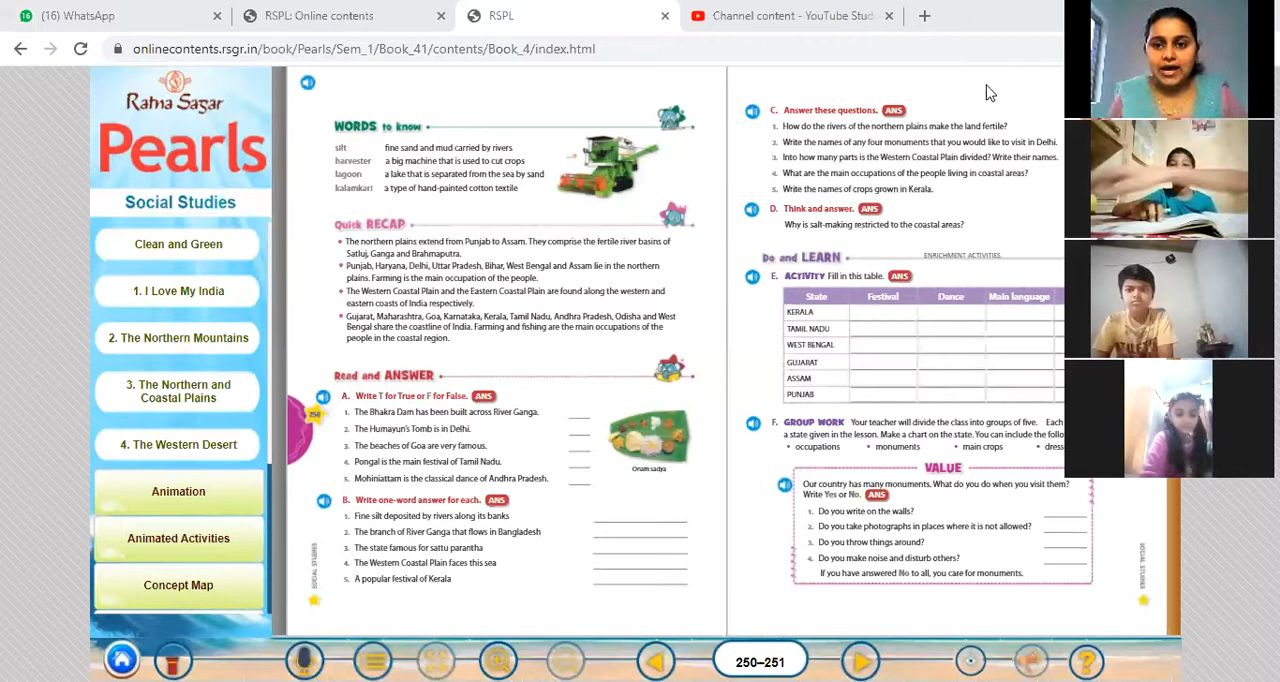 (16) WhatsApp
RSPL: Online contents
RSPL
Channel content - YouTube Stud
onlinecontents.rsgr.in/book/Pearls/Sem_1/Book_41/contents/Book_4/index.html
Ratna Sagar
Pearls
Social Studies
Clean and Green
1. I Love My India
2. The Northern Mountains
3. The Northern and
Coastal Plains
4. The Western Desert
Animation
Animated Activities
Concept Map
WORDS to know
silt fine sand and mud carried by rivers
harvester a big machine that is used to cut crops
lagoon a lake that is separated from the sea by sand
kalamkari a type of hand-painted cotton textile
Quick RECAP
• The northern plains extend from Punjab to Assam. They comprise the fertile river basins of
Satluj, Ganga and Brahmaputra.
• Punjab, Haryana, Delhi, Uttar Pradesh, Bihar, West Bengal and Assam lie in the northern
plains. Farming is the main occupation of the people.
• The Western Coastal Plain and the Eastern Coastal Plain are found along the western and
eastern coasts of India respectively.
• Gujarat, Maharashtra, Goa, Karnataka, Kerala, Tamil Nadu, Andhra Pradesh, Odisha and West
Bengal share the coastline of India. Farming and fishing are the main occupations of the
people in the coastal region.
Read and ANSWER
A. Write T for True or F for False. ANS
1. The Bhakra Dam has been built across River Ganga.
2. The Humayun's Tomb is in Delhi.
3. The beaches of Goa are very famous.
4. Pongal is the main festival of Tamil Nadu.
5. Mohiniattam is the classical dance of Andhra Pradesh.
Onam sadya
B. Write one-word answer for each. ANS
1. Fine silt deposited by rivers along its banks
2. The branch of River Ganga that flows in Bangladesh
3. The state famous for sattu parantha
4. The Western Coastal Plain faces this sea
5. A popular festival of Kerala
250
SOCIAL STUDIES
C. Answer these questions. ANS
1. How do the rivers of the northern plains make the land fertile?
2. Write the names of any four monuments that you would like to visit in Delhi.
3. Into how many parts is the Western Coastal Plain divided? Write their names.
4. What are the main occupations of the people living in coastal areas?
5. Write the names of crops grown in Kerala.
D. Think and answer. ANS
Why is salt-making restricted to the coastal areas?
Do and LEARN
ENRICHMENT ACTIVITIES
E. ACTIVITY Fill in this table. ANS
State Festival Dance Main language
KERALA
TAMIL NADU
WEST BENGAL
GUJARAT
ASSAM
PUNJAB
F. GROUP WORK Your teacher will divide the class into groups of five. Each
a state given in the lesson. Make a chart on the state. You can include the follo
• occupations • monuments • main crops • dress
VALUE
Our country has many monuments. What do you do when you visit them?
Write Yes or No. ANS
1. Do you write on the walls?
2. Do you take photographs in places where it is not allowed?
3. Do you throw things around?
4. Do you make noise and disturb others?
If you have answered No to all, you care for monuments.
SOCIAL STUDIES
250–251